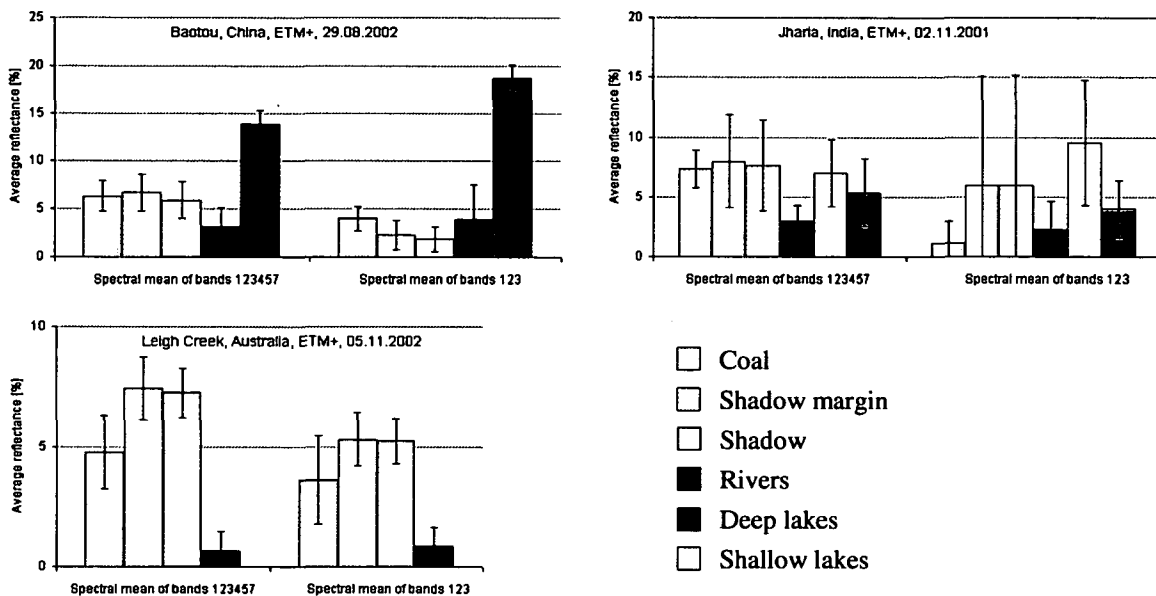 25
20
15
10
5
0
Average reflectance [%]
Baotou, China, ETM+, 29.08.2002
Spectral mean of bands 123457
Spectral mean of bands 123
20
15
10
5
0
Average reflectance [%]
Jharia, India, ETM+, 02.11.2001
Spectral mean of bands 123457
Spectral mean of bands 123
10
5
0
Average reflectance [%]
Leigh Creek, Australia, ETM+, 05.11.2002
Spectral mean of bands 123457
Spectral mean of bands 123
Coal
Shadow margin
Shadow
Rivers
Deep lakes
Shallow lakes